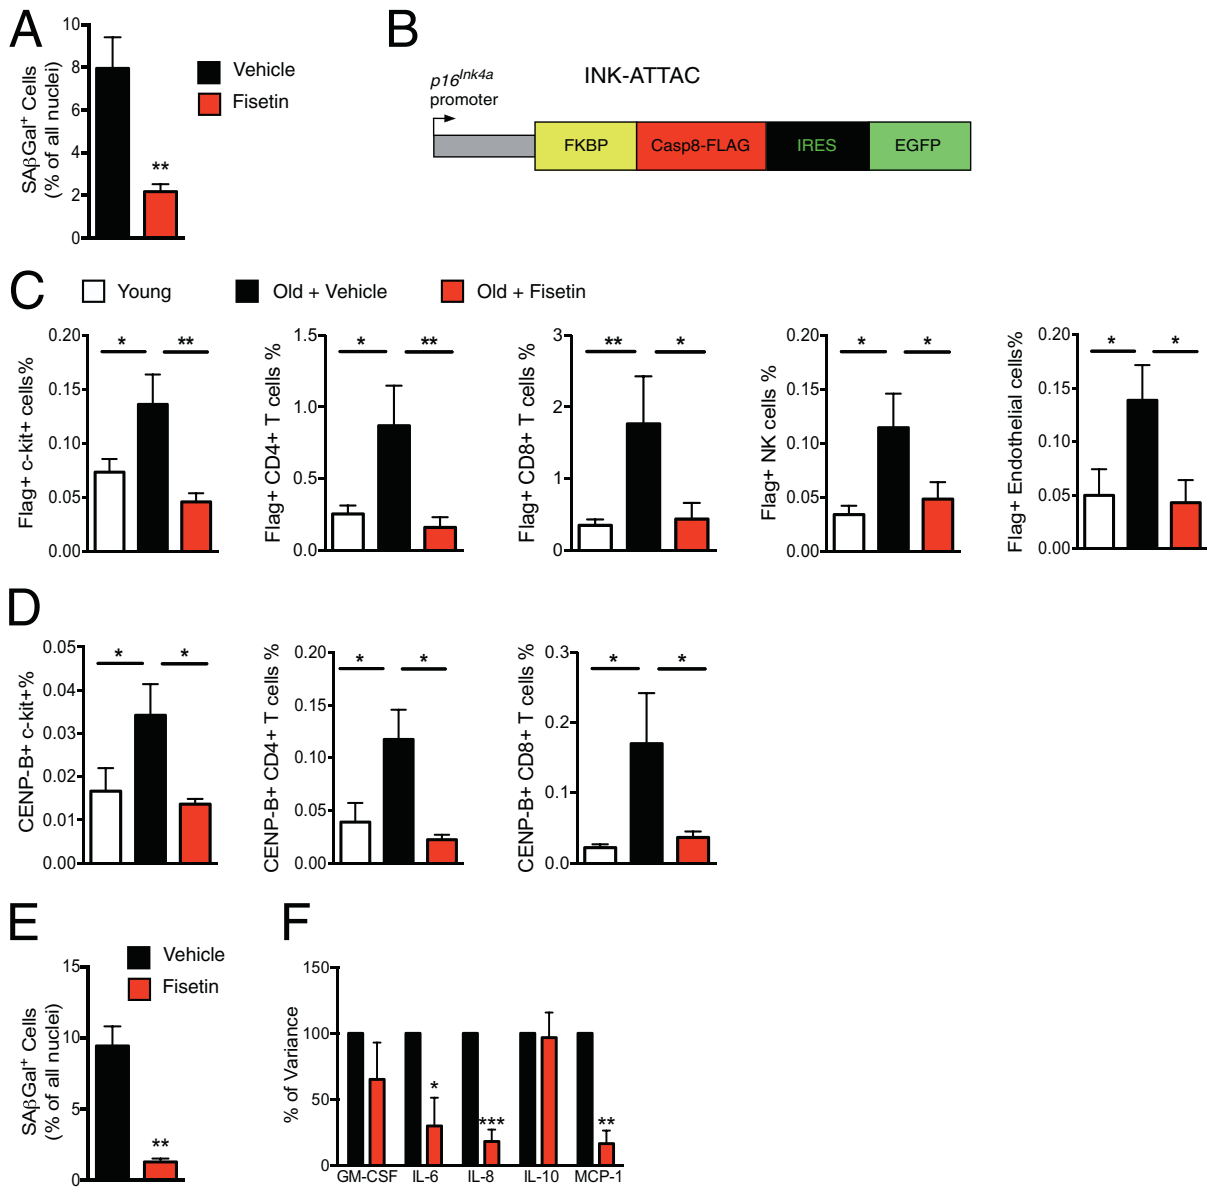 A
SAβGal+ Cells
(% of all nuclei)
10
8
6
4
2
0
**
Vehicle
Fisetin
B
p16Ink4a
promoter
INK-ATTAC
FKBP
Casp8-FLAG
IRES
EGFP
C
Young
Old + Vehicle
Old + Fisetin
Flag+ c-kit+ cells%
0.20
0.15
0.10
0.05
0.00
*
**
Flag+ CD4+ T cells %
1.5
1.0
0.5
0.0
*
**
Flag+ CD8+ T cells %
3
2
1
0
**
*
Flag+ NK cells %
0.20
0.15
0.10
0.05
0.00
*
*
Flag+ Endothelial cells%
0.20
0.15
0.10
0.05
0.00
*
*
D
CENP-B+ c-kit+%
0.05
0.04
0.03
0.02
0.01
0.00
*
*
CENP-B+ CD4+ T cells %
0.20
0.15
0.10
0.05
0.00
*
*
CENP-B+ CD8+ T cells %
0.3
0.2
0.1
0.0
*
*
E
SAβGal+ Cells
(% of all nuclei)
15
10
5
0
**
Vehicle
Fisetin
F
% of Variance
150
100
50
0
*
***
**
GM-CSF
IL-6
IL-8
IL-10
MCP-1